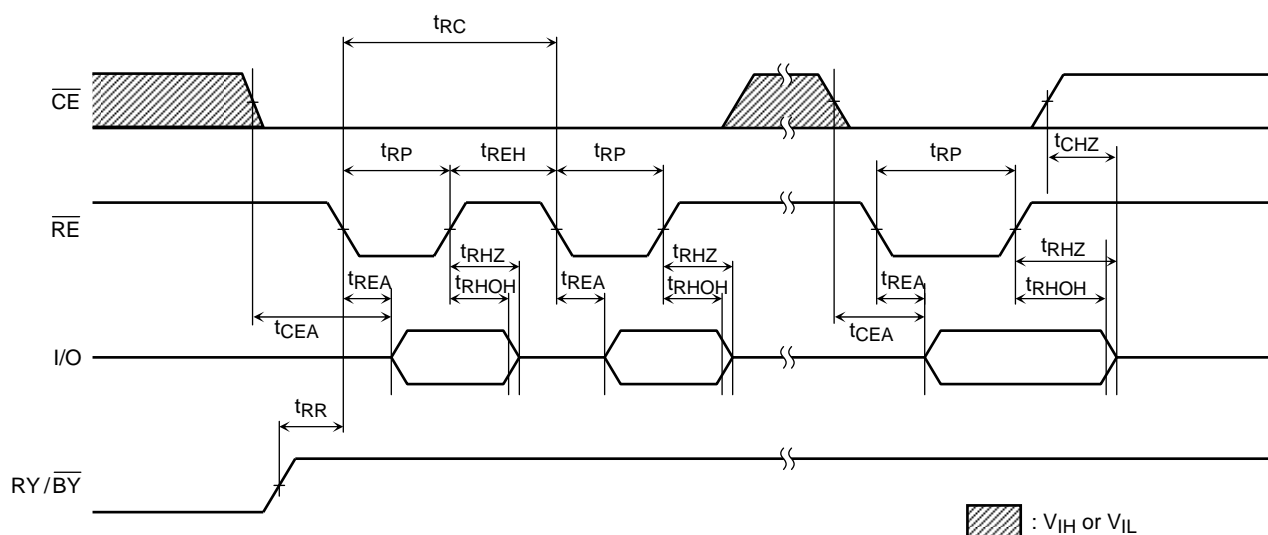 tRC
CE
tCHZ
tRP tREH tRP tRP
RE
tRHZ tRHZ tRHZ
tREA tRHOH tREA tRHOH tREA tRHOH
tCEA tCEA
I/O
tRR
RY/BY
: VIH or VIL